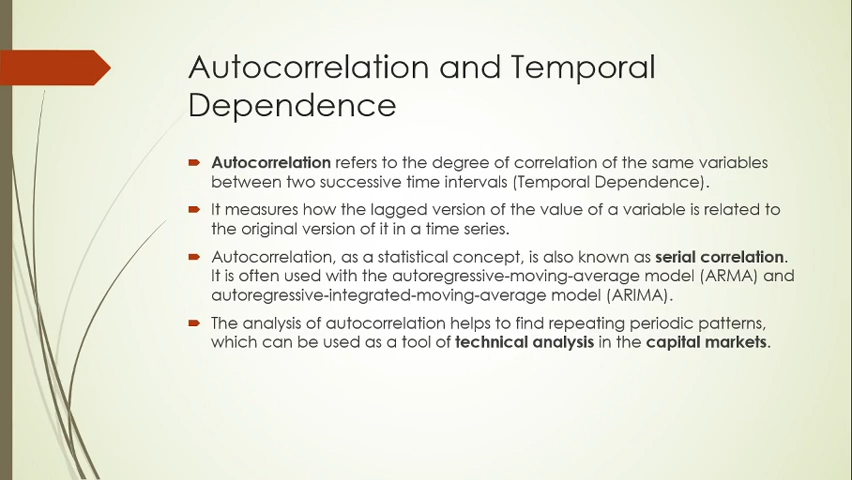 Autocorrelation and Temporal
Dependence
Autocorrelation refers to the degree of correlation of the same variables
between two successive time intervals (Temporal Dependence).
It measures how the lagged version of the value of a variable is related to
the original version of it in a time series.
Autocorrelation, as a statistical concept, is also known as serial correlation.
It is often used with the autoregressive-moving-average model (ARMA) and
autoregressive-integrated-moving-average model (ARIMA).
The analysis of autocorrelation helps to find repeating periodic patterns,
which can be used as a tool of technical analysis in the capital markets.